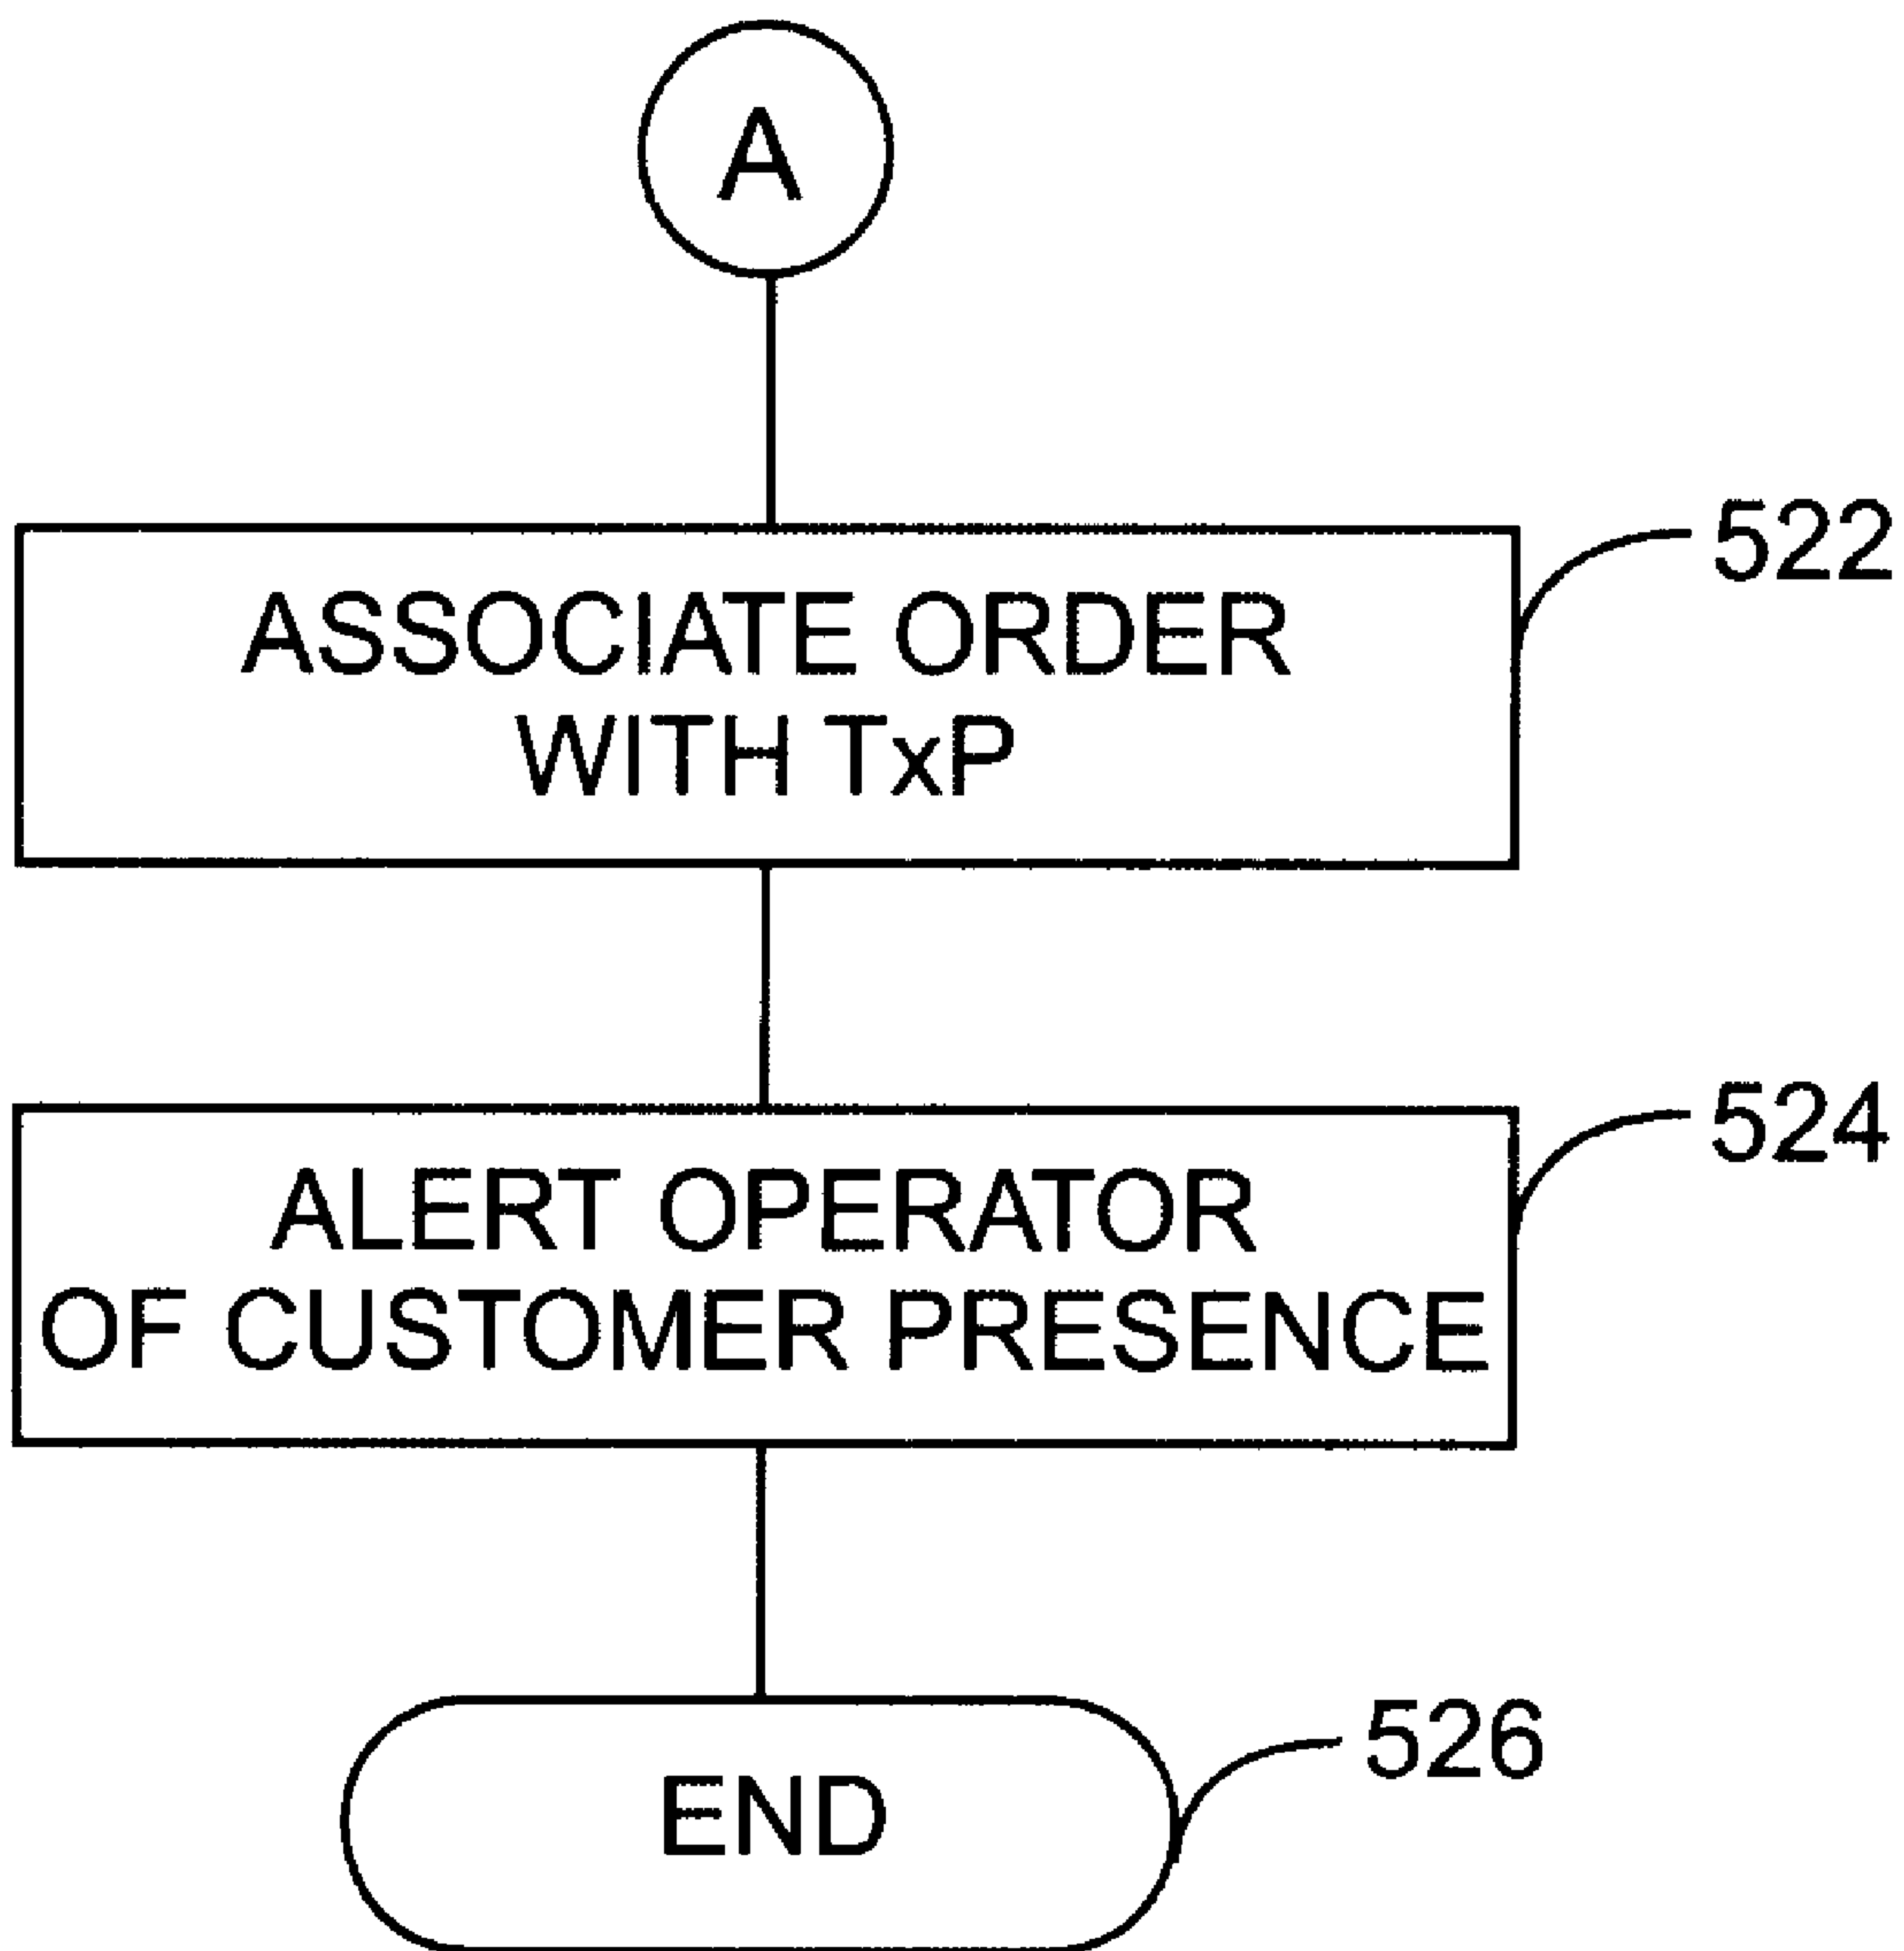 A
ASSOCIATE ORDER
WITH TxP
522
ALERT OPERATOR
OF CUSTOMER PRESENCE
524
END
526